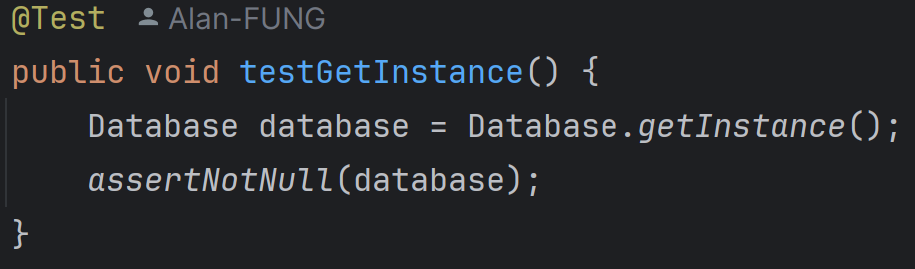 @Test Alan-FUNG
public void testGetInstance() {
    Database database = Database.getInstance();
    assertNotNull(database);
}